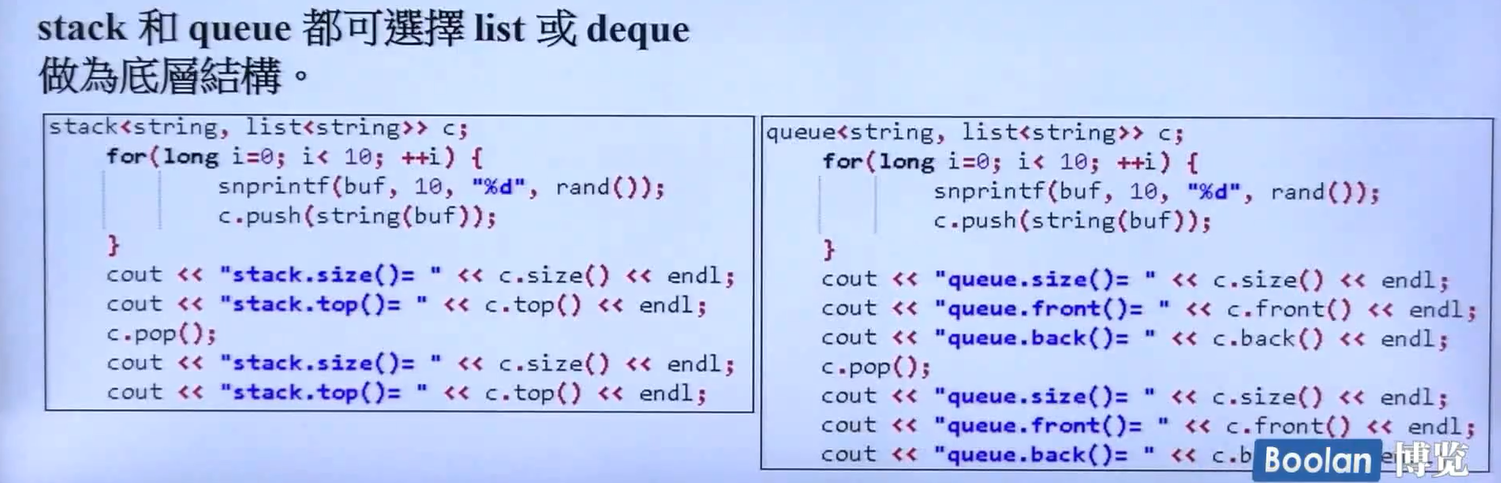 stack 和 queue 都可選擇 list 或 deque
做為底層結構。
stack<string, list<string>> c;
for(long i=0; i< 10; ++i) {
snprintf(buf, 10, "%d", rand());
c.push(string(buf));
}
cout << "stack.size()= " << c.size() << endl;
cout << "stack.top()= " << c.top() << endl;
c.pop();
cout << "stack.size()= " << c.size() << endl;
cout << "stack.top()= " << c.top() << endl;
queue<string, list<string>> c;
for(long i=0; i< 10; ++i) {
snprintf(buf, 10, "%d", rand());
c.push(string(buf));
}
cout << "queue.size()= " << c.size() << endl;
cout << "queue.front()= " << c.front() << endl;
cout << "queue.back()= " << c.back() << endl;
c.pop();
cout << "queue.size()= " << c.size() << endl;
cout << "queue.front()= " << c.front() << endl;
cout << "queue.back()= " << c.b
Boolan 博览